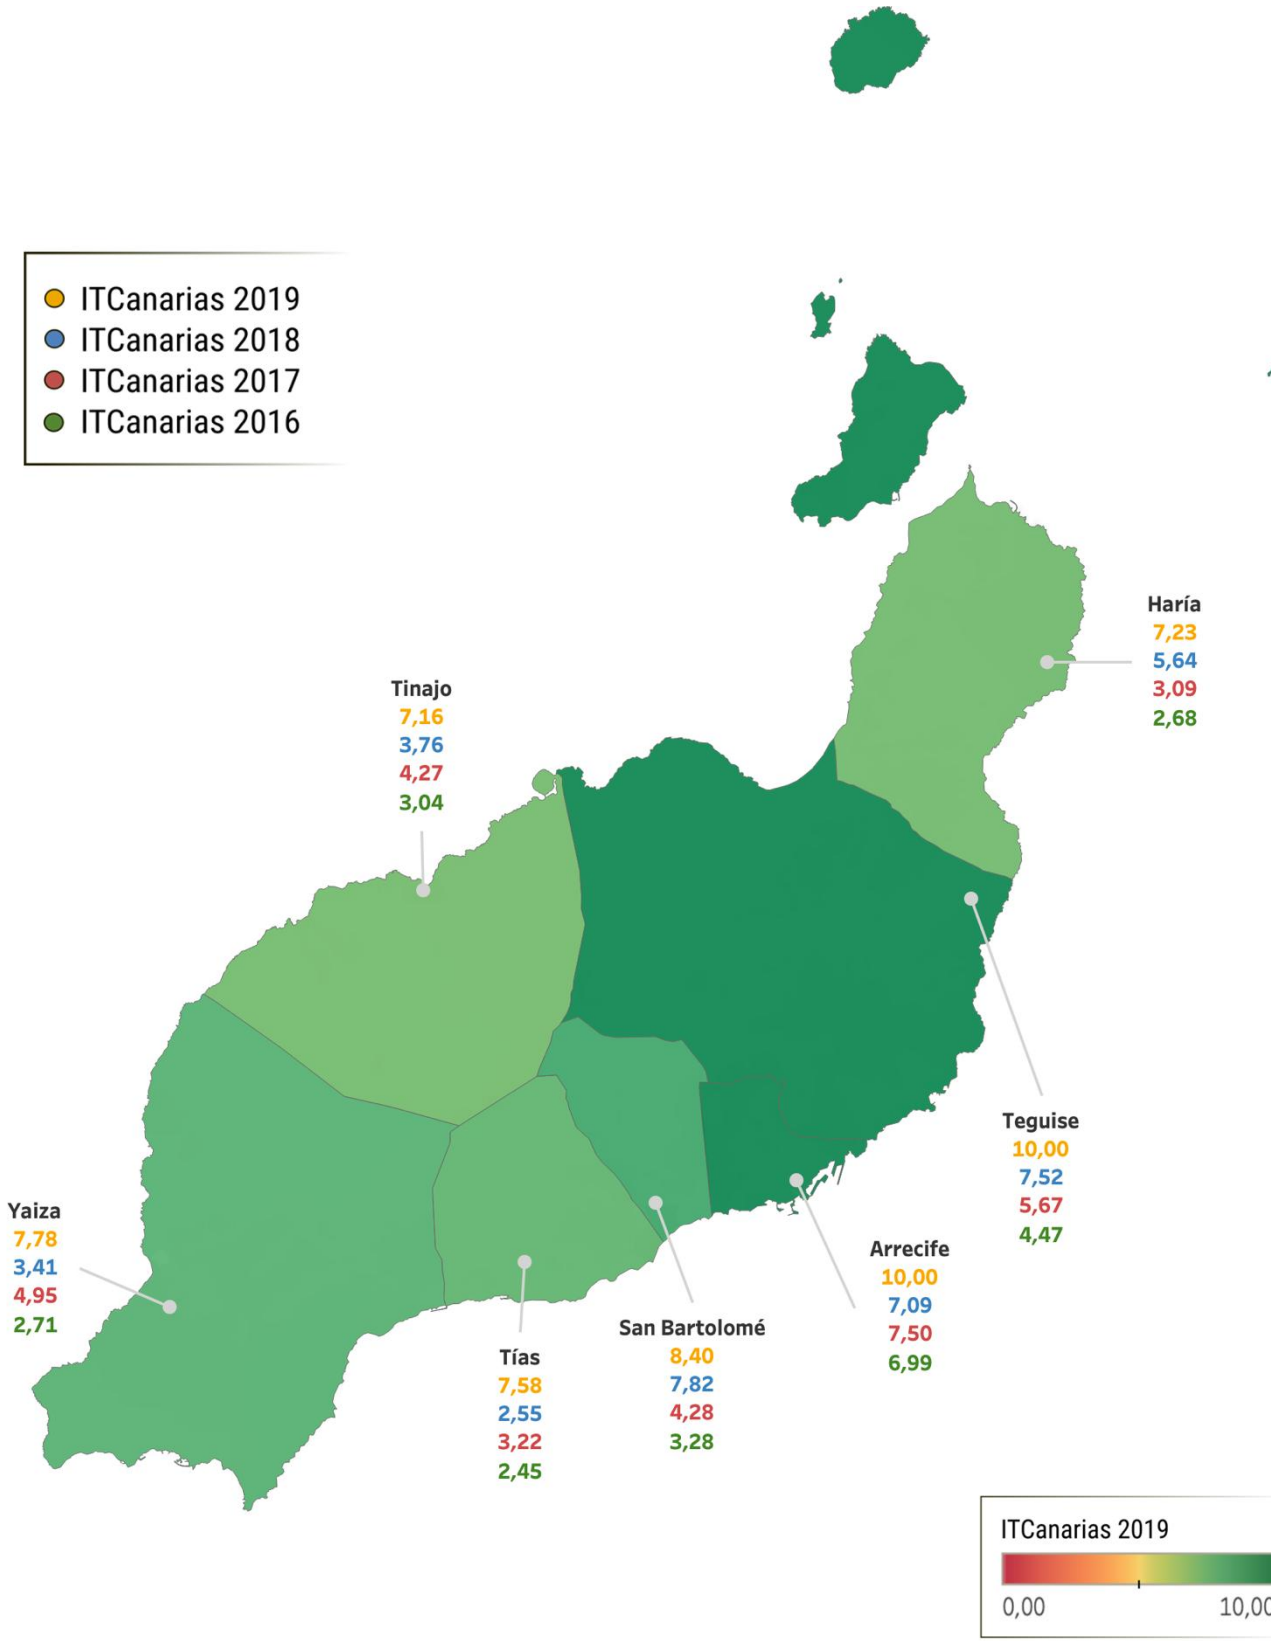 ITCanarias 2019
ITCanarias 2018
ITCanarias 2017
ITCanarias 2016
Haría
7,23
5,64
3,09
2,68
Tinajo
7,16
3,76
4,27
3,04
Teguise
10,00
7,52
5,67
4,47
Yaiza
7,78
3,41
4,95
2,71
Arrecife
10,00
7,09
7,50
6,99
San Bartolomé
8,40
7,82
4,28
3,28
Tías
7,58
2,55
3,22
2,45
ITCanarias 2019
0,00 10,00